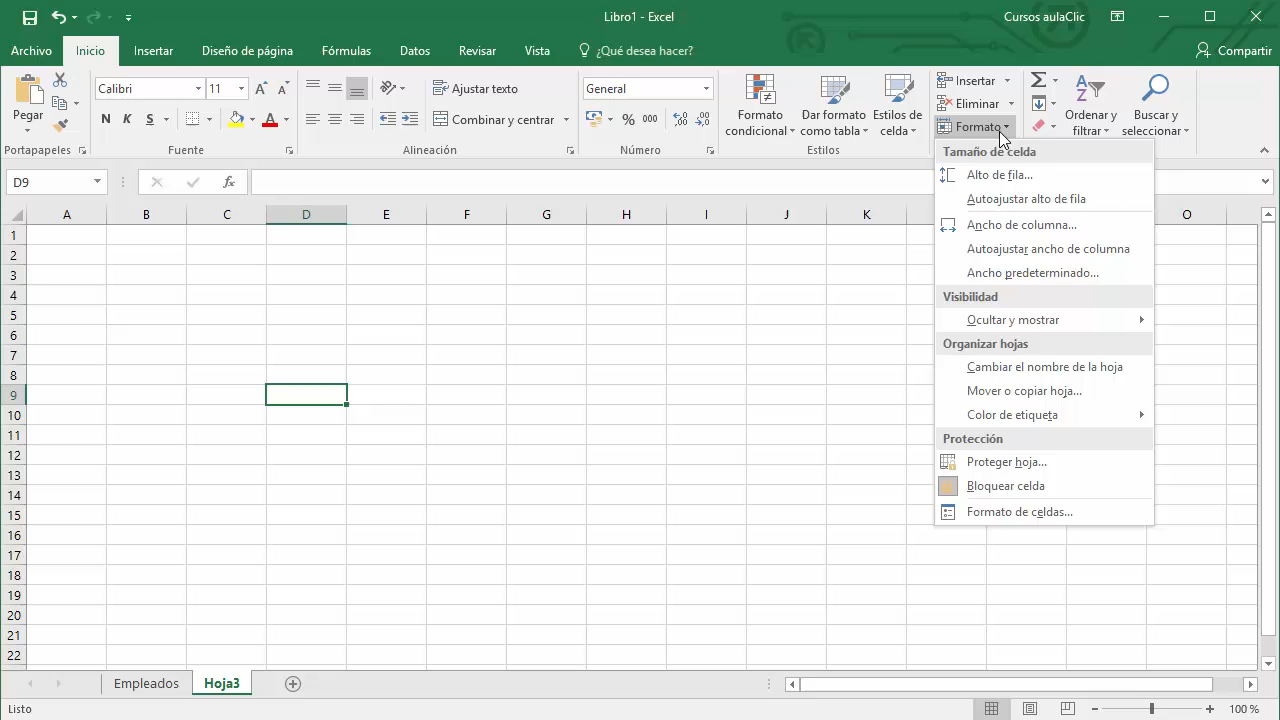 Libro1 - Excel
Cursos aulaClic
Archivo Inicio Insertar Diseño de página Fórmulas Datos Revisar Vista ¿Qué desea hacer? Compartir
Pegar
Portapapeles
Calibri 11
N K S A
Fuente
Ajustar texto
Combinar y centrar
Alineación
General
% 000
Número
Formato condicional
Dar formato como tabla
Estilos de celda
Estilos
Insertar
Eliminar
Formato
Ordenar y filtrar
Buscar y seleccionar
D9
fx
Tamaño de celda
Alto de fila...
Autoajustar alto de fila
Ancho de columna...
Autoajustar ancho de columna
Ancho predeterminado...
Visibilidad
Ocultar y mostrar
Organizar hojas
Cambiar el nombre de la hoja
Mover o copiar hoja...
Color de etiqueta
Protección
Proteger hoja...
Bloquear celda
Formato de celdas...
A B C D E F G H I J K O
1
2
3
4
5
6
7
8
9
10
11
12
13
14
15
16
17
18
19
20
21
22
Empleados Hoja3
Listo
100 %